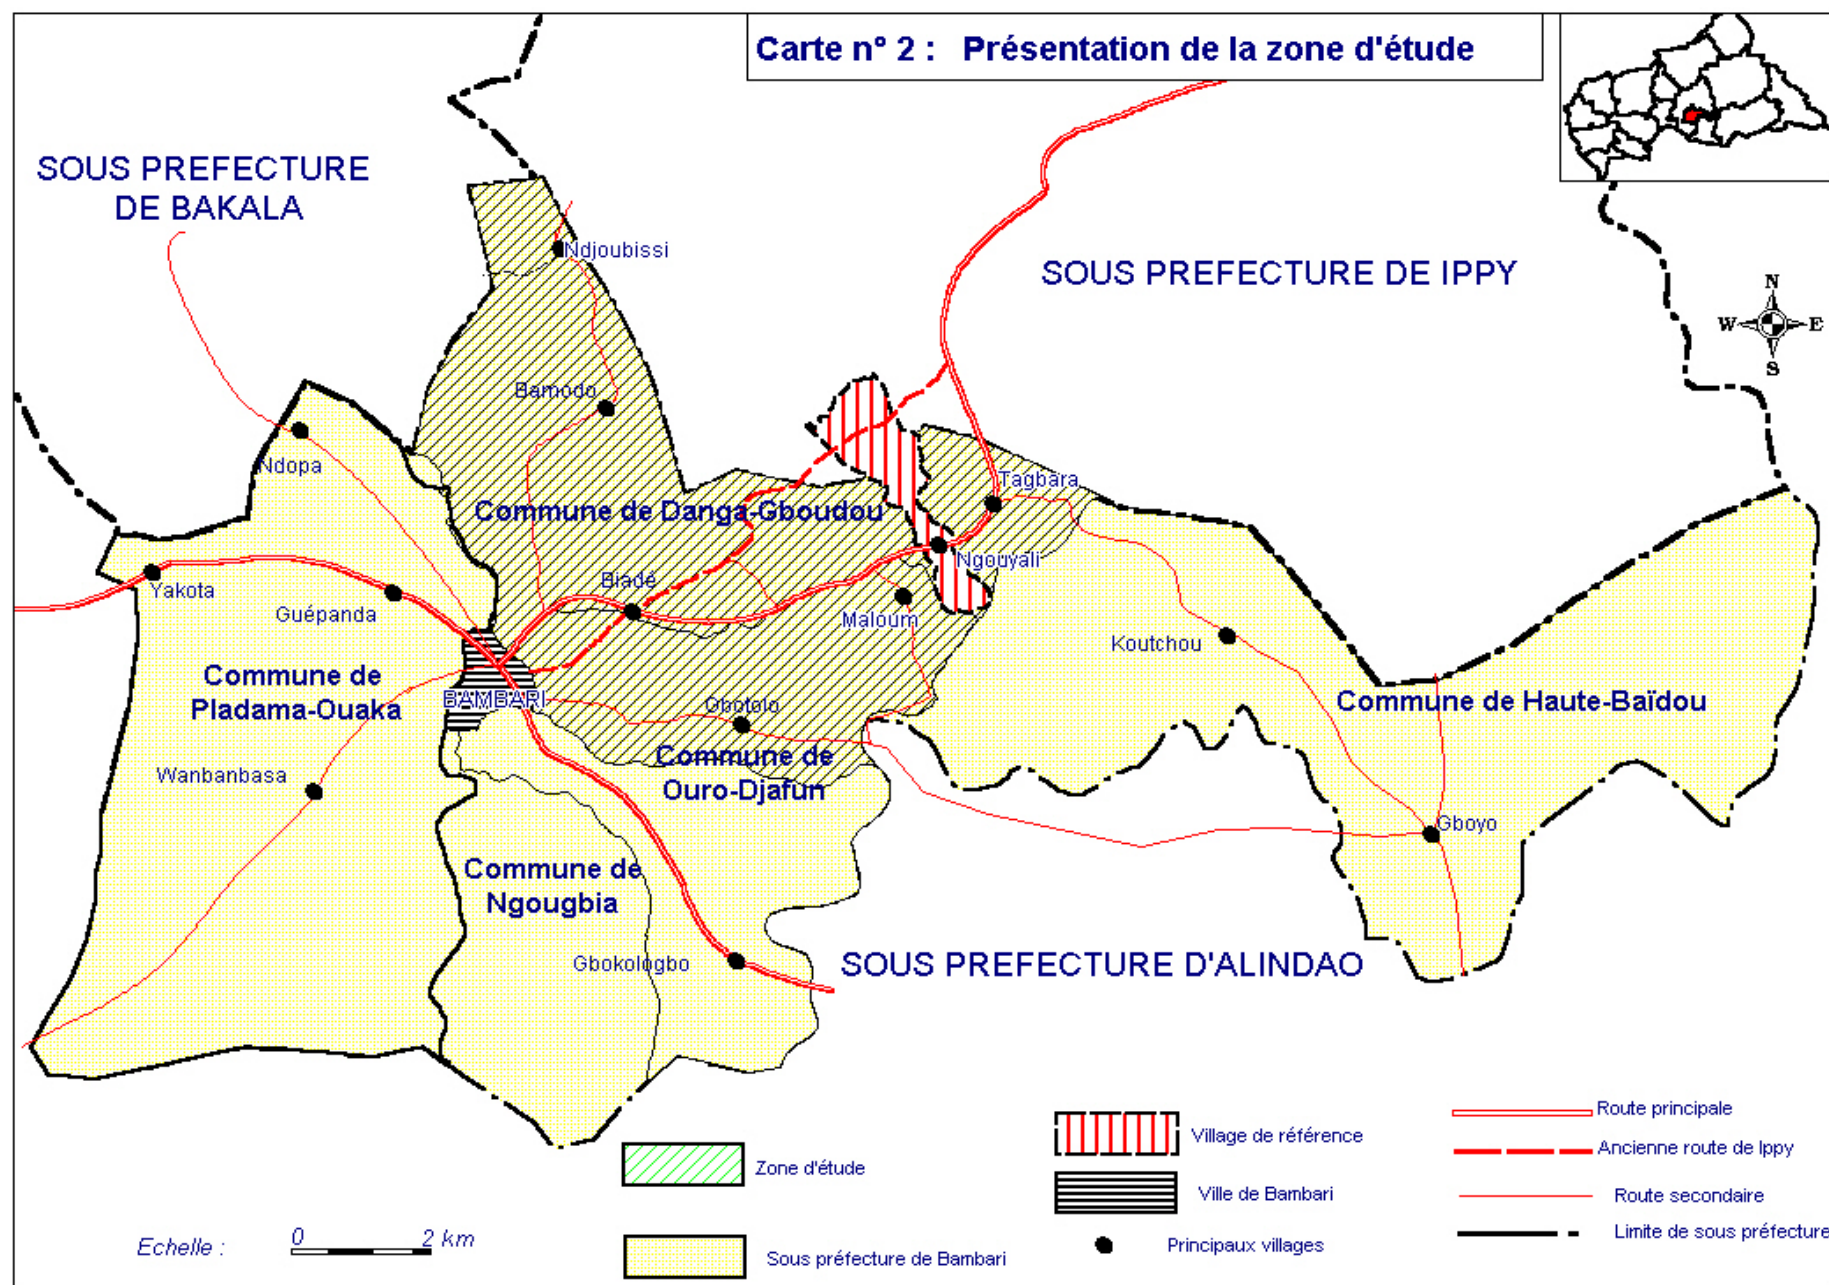 Carte n° 2 : Présentation de la zone d'étude
SOUS PREFECTURE
DE BAKALA
Ndjoubissi
SOUS PREFECTURE DE IPPY
N
W E
S
Bamodo
Ndopa
Tagbara
Commune de Danga-Gboudou
Ngouyali
Yakota
Biadé
Guépanda
Maloum
Koutchou
Commune de
Pladama-Ouaka
BAMBARI
Gbotolo
Commune de Haute-Baïdou
Wanbanbasa
Commune de
Ouro-Djafun
Gboyo
Commune de
Ngougbia
Gbokologbo
SOUS PREFECTURE D'ALINDAO
Zone d'étude
Sous préfecture de Bambari
Village de référence
Ville de Bambari
Principaux villages
Route principale
Ancienne route de Ippy
Route secondaire
Limite de sous préfecture
Echelle : 0 2 km